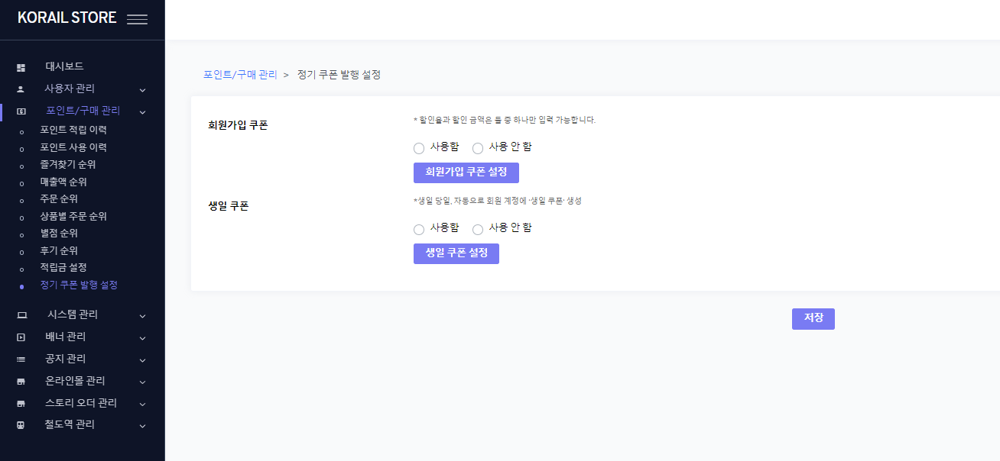 KORAIL STORE
대시보드
사용자 관리
포인트/구매 관리
포인트 적립 이력
포인트 사용 이력
즐겨찾기 순위
매출액 순위
주문 순위
상품별 주문 순위
별점 순위
후기 순위
적립금 설정
정기 쿠폰 발행 설정
시스템 관리
배너 관리
공지 관리
온라인몰 관리
스토리 오더 관리
철도역 관리
포인트/구매 관리 > 정기 쿠폰 발행 설정
회원가입 쿠폰
* 할인율과 할인 금액은 둘 중 하나만 입력 가능합니다.
사용함 사용 안 함
회원가입 쿠폰 설정
생일 쿠폰
*생일 당일, 자동으로 회원 계정에 '생일 쿠폰' 생성
사용함 사용 안 함
생일 쿠폰 설정
저장